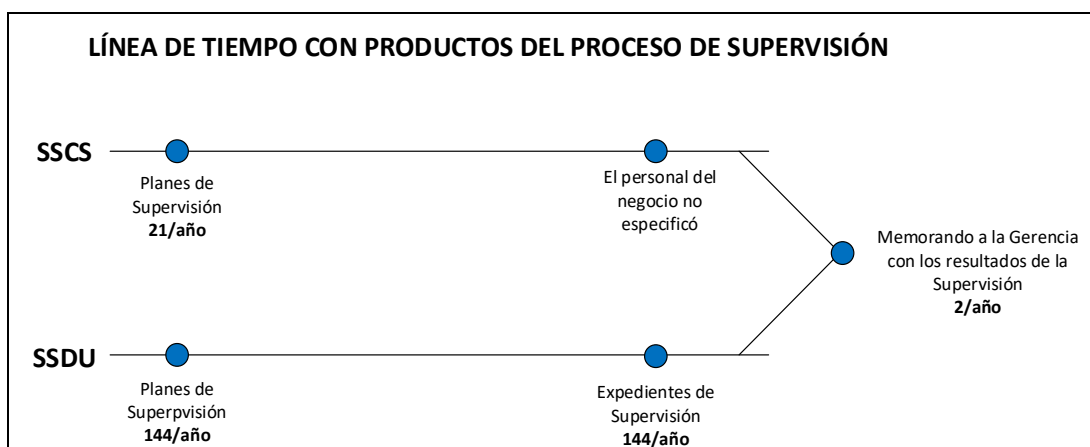 LÍNEA DE TIEMPO CON PRODUCTOS DEL PROCESO DE SUPERVISIÓN
SSCS
Planes de
Supervisión
21/año
El personal del
negocio no
especificó
Memorando a la Gerencia
con los resultados de la
Supervisión
2/año
SSDU
Planes de
Superpvisión
144/año
Expedientes de
Supervisión
144/año